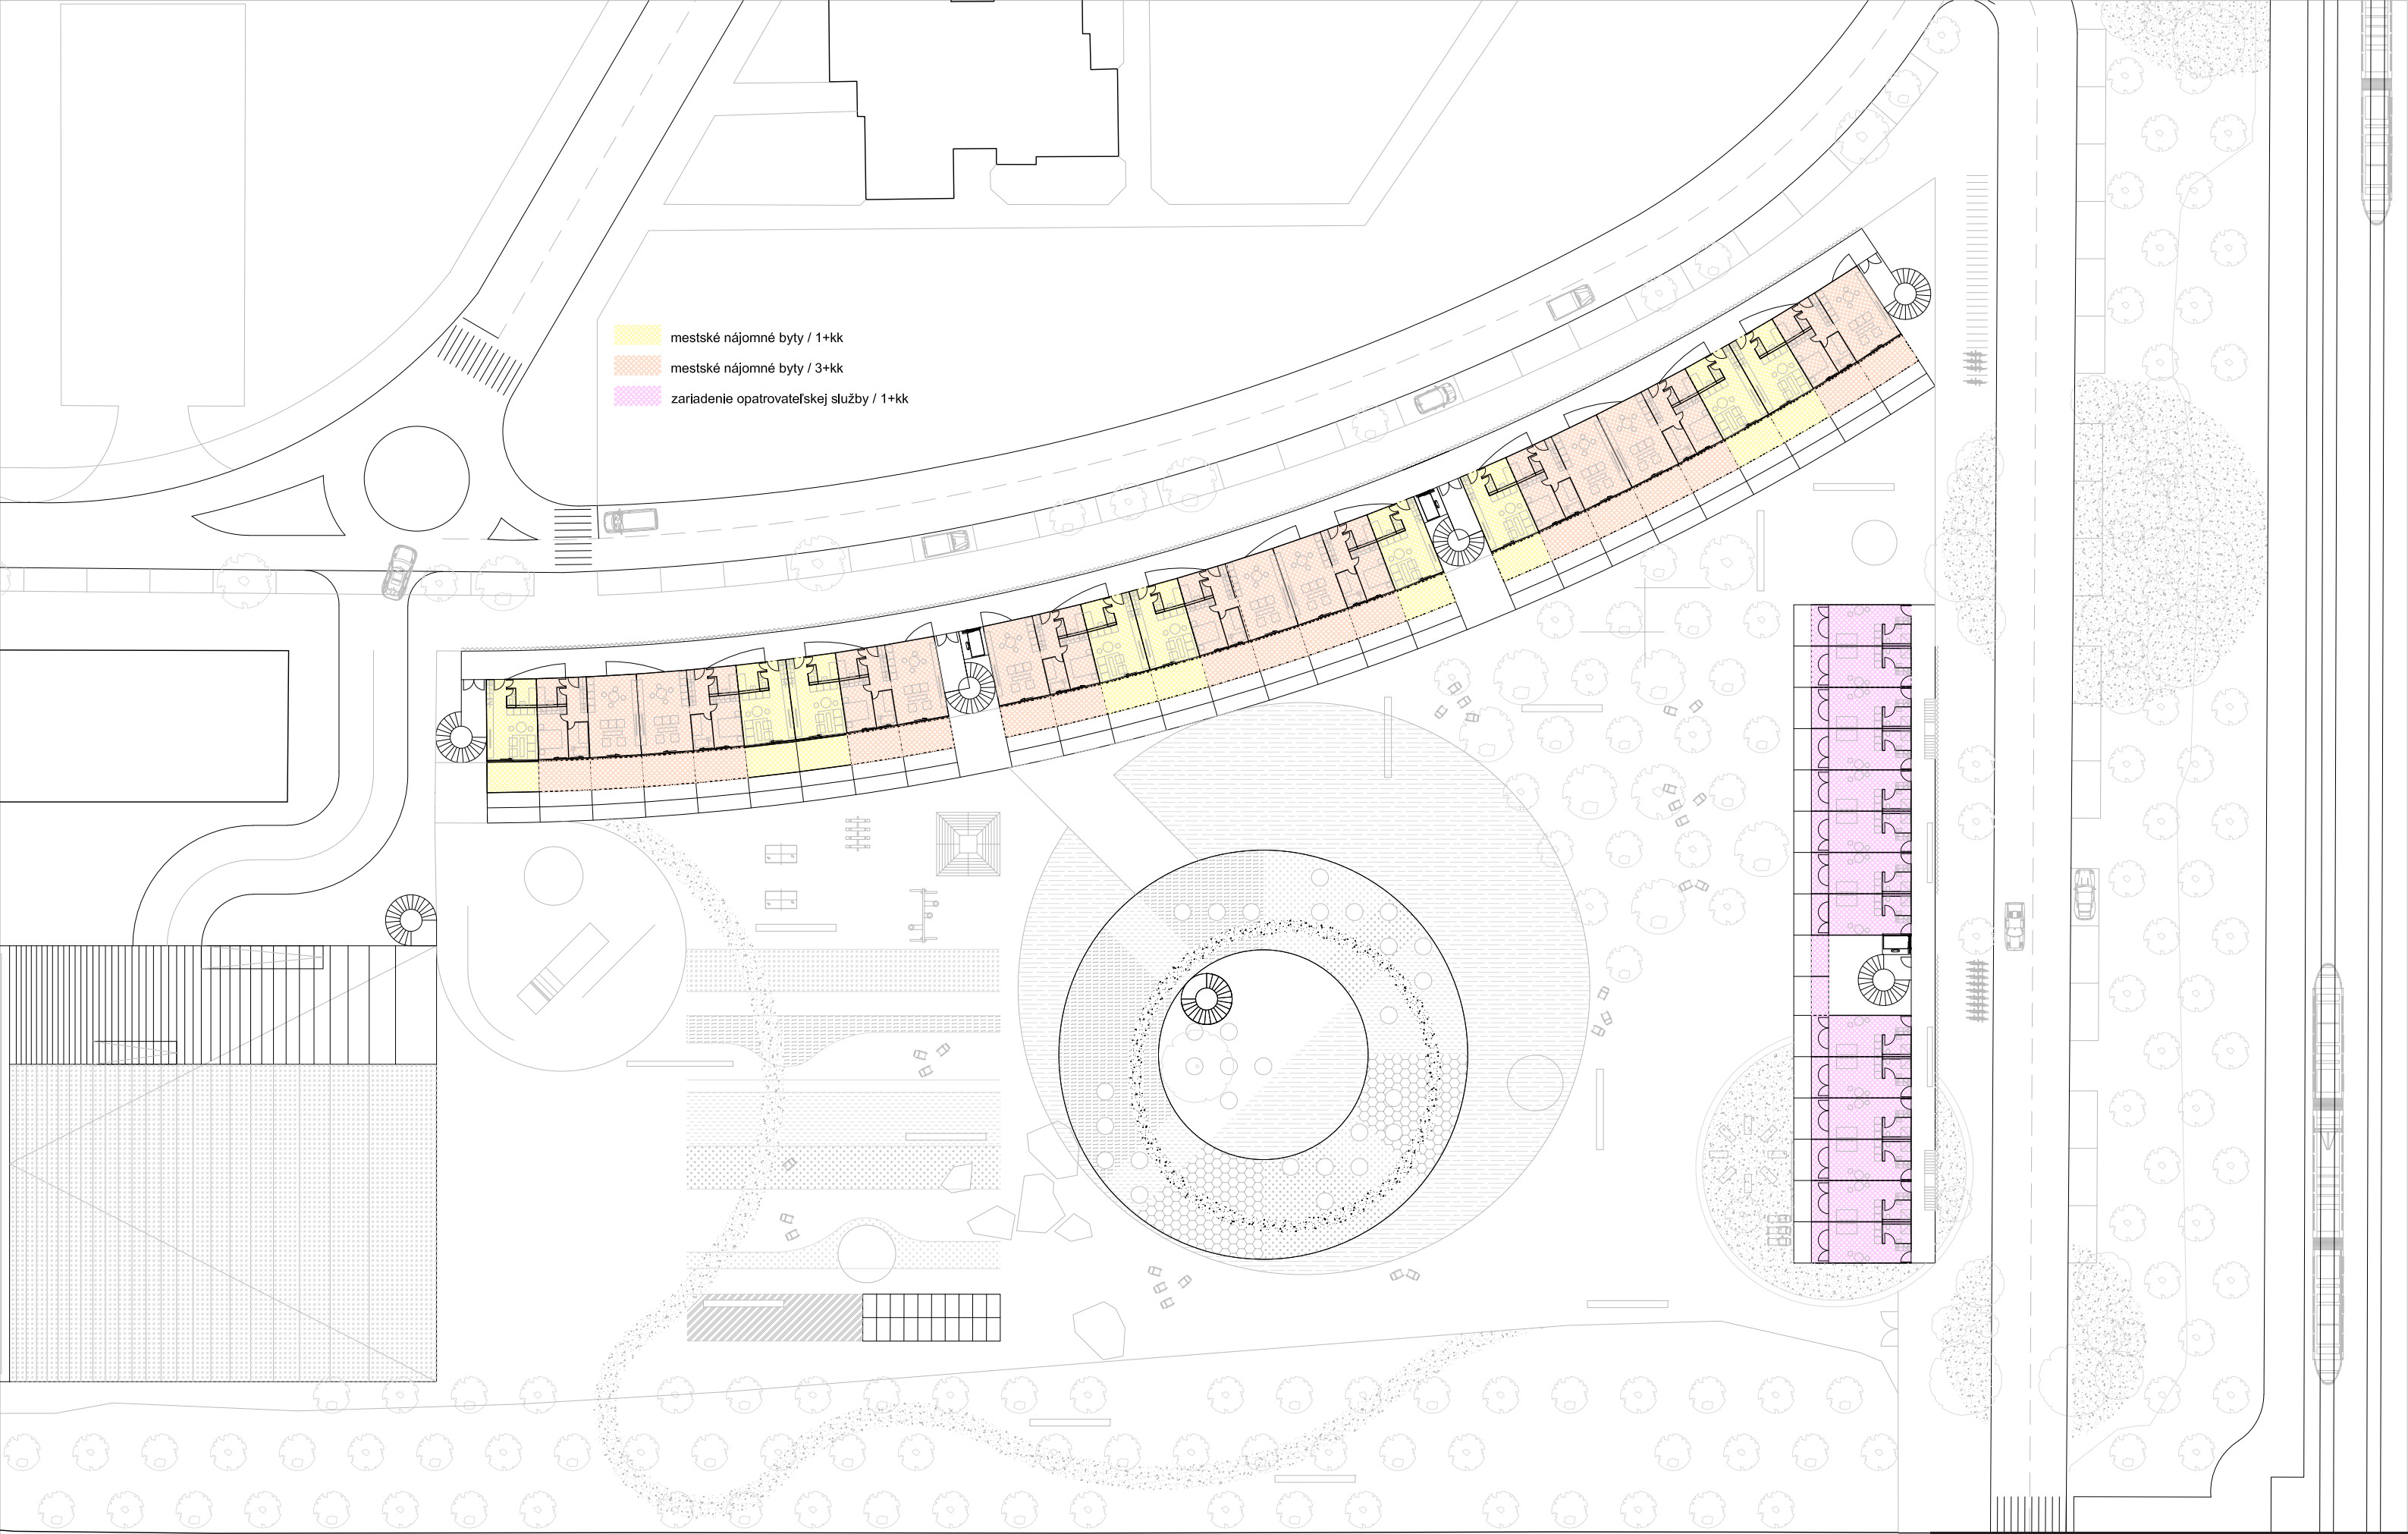 mestské nájomné byty / 1+kk
mestské nájomné byty / 3+kk
zariadenie opatrovateľskej služby / 1+kk